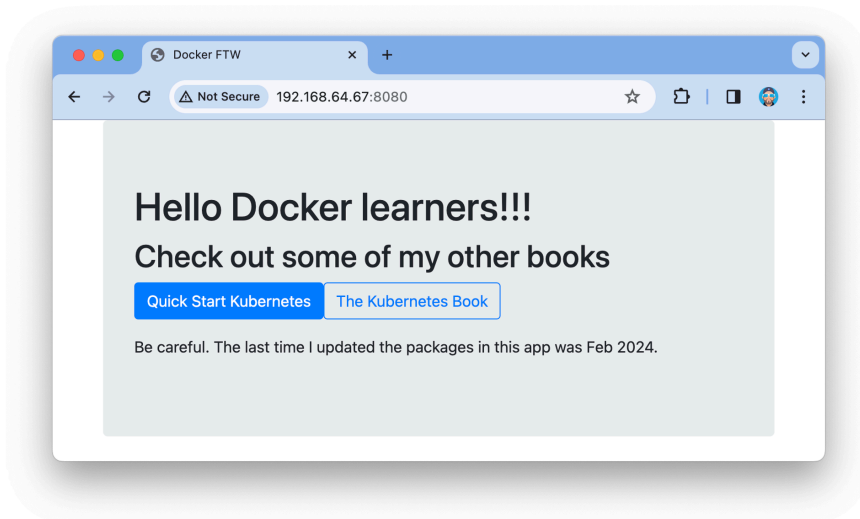 Docker FTW
Not Secure 192.168.64.67:8080
Hello Docker learners!!!
Check out some of my other books
Quick Start Kubernetes The Kubernetes Book
Be careful. The last time I updated the packages in this app was Feb 2024.